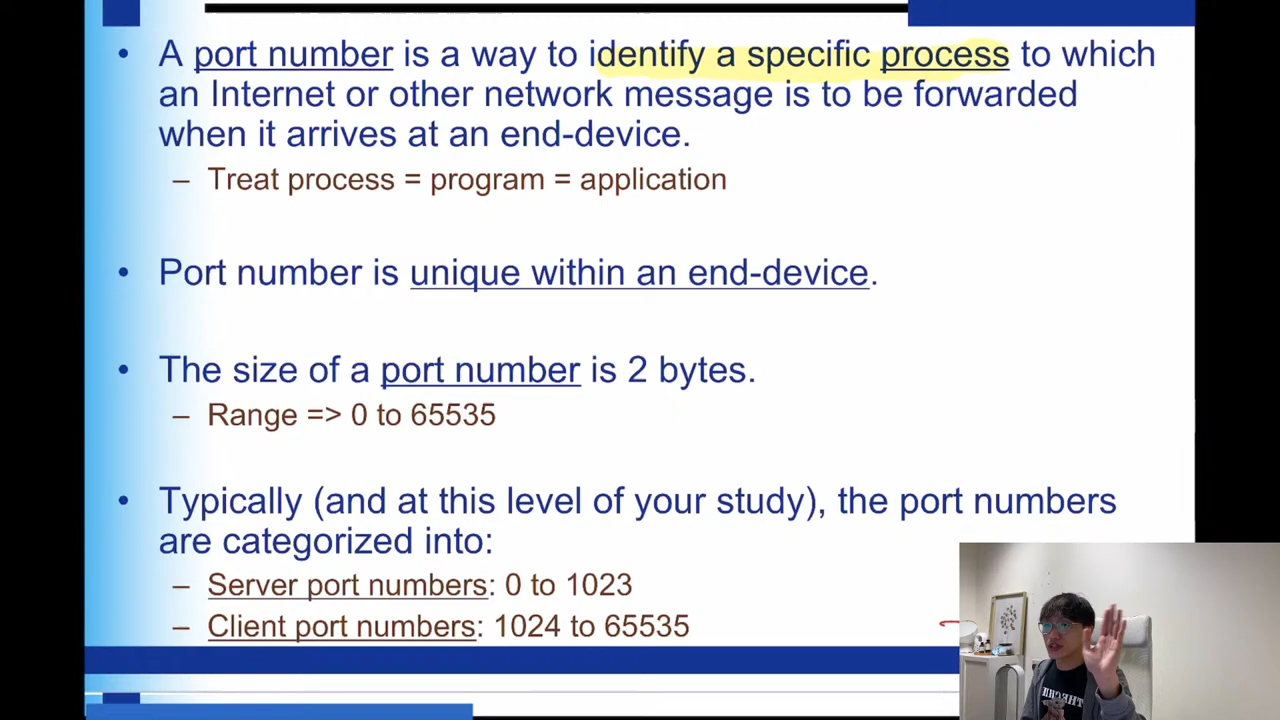 • A port number is a way to identify a specific process to which
an Internet or other network message is to be forwarded
when it arrives at an end-device.
– Treat process = program = application
• Port number is unique within an end-device.
• The size of a port number is 2 bytes.
– Range => 0 to 65535
• Typically (and at this level of your study), the port numbers
are categorized into:
– Server port numbers: 0 to 1023
– Client port numbers: 1024 to 65535